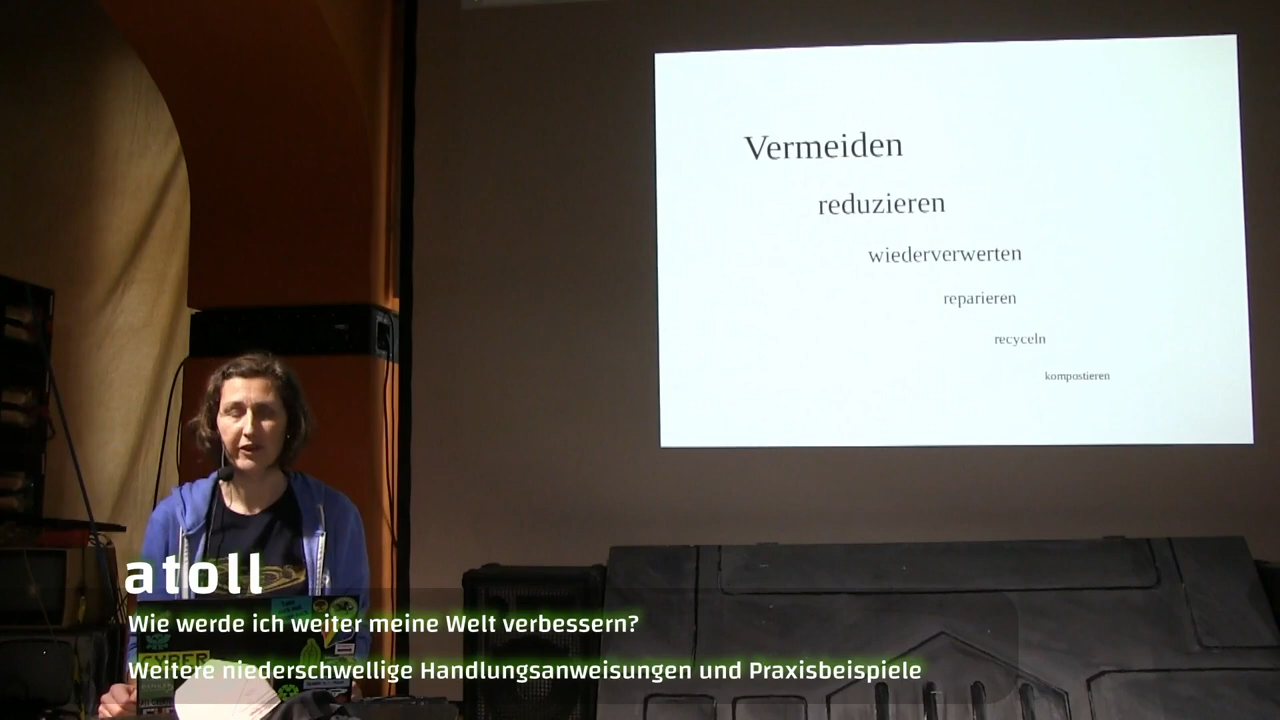 Vermeiden
reduzieren
wiederverwerten
reparieren
recyceln
kompostieren
atoll
Wie werde ich weiter meine Welt verbessern?
Weitere niederschwellige Handlungsanweisungen und Praxisbeispiele
CYBER